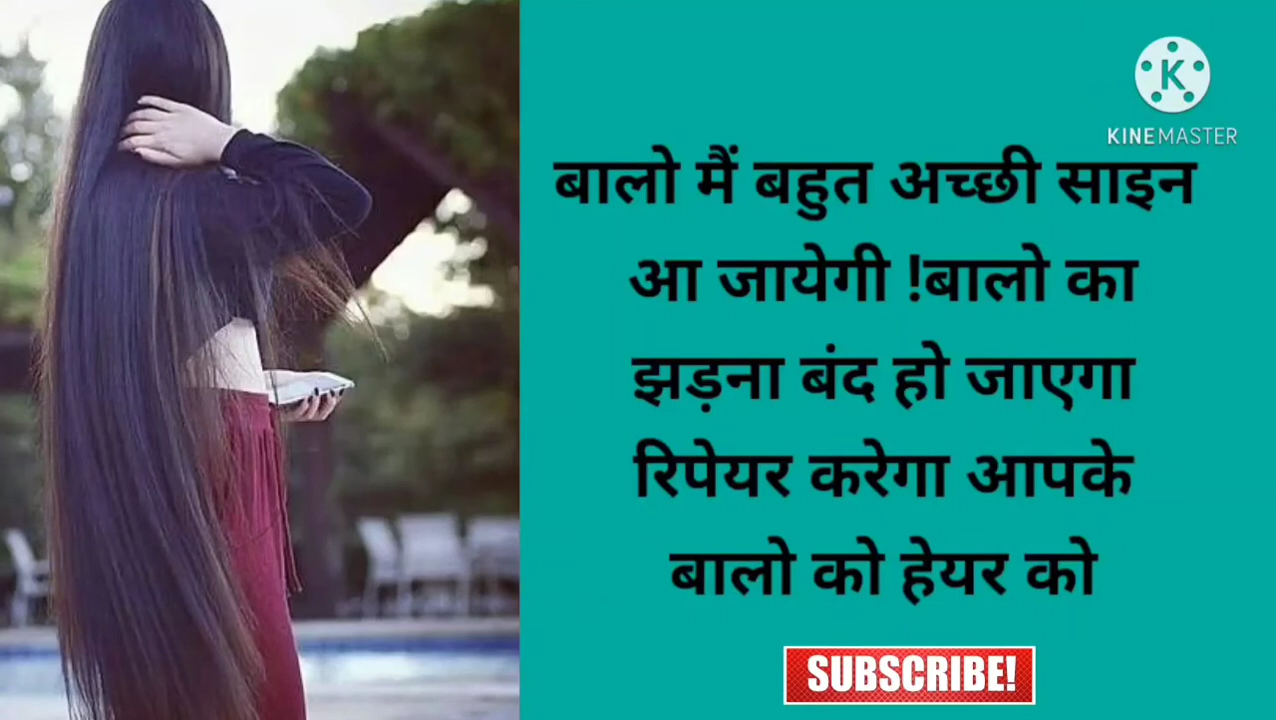 KINEMASTER
बालो मैं बहुत अच्छी साइन
आ जायेगी !बालो का
झड़ना बंद हो जाएगा
रिपेयर करेगा आपके
बालो को हेयर को
SUBSCRIBE!